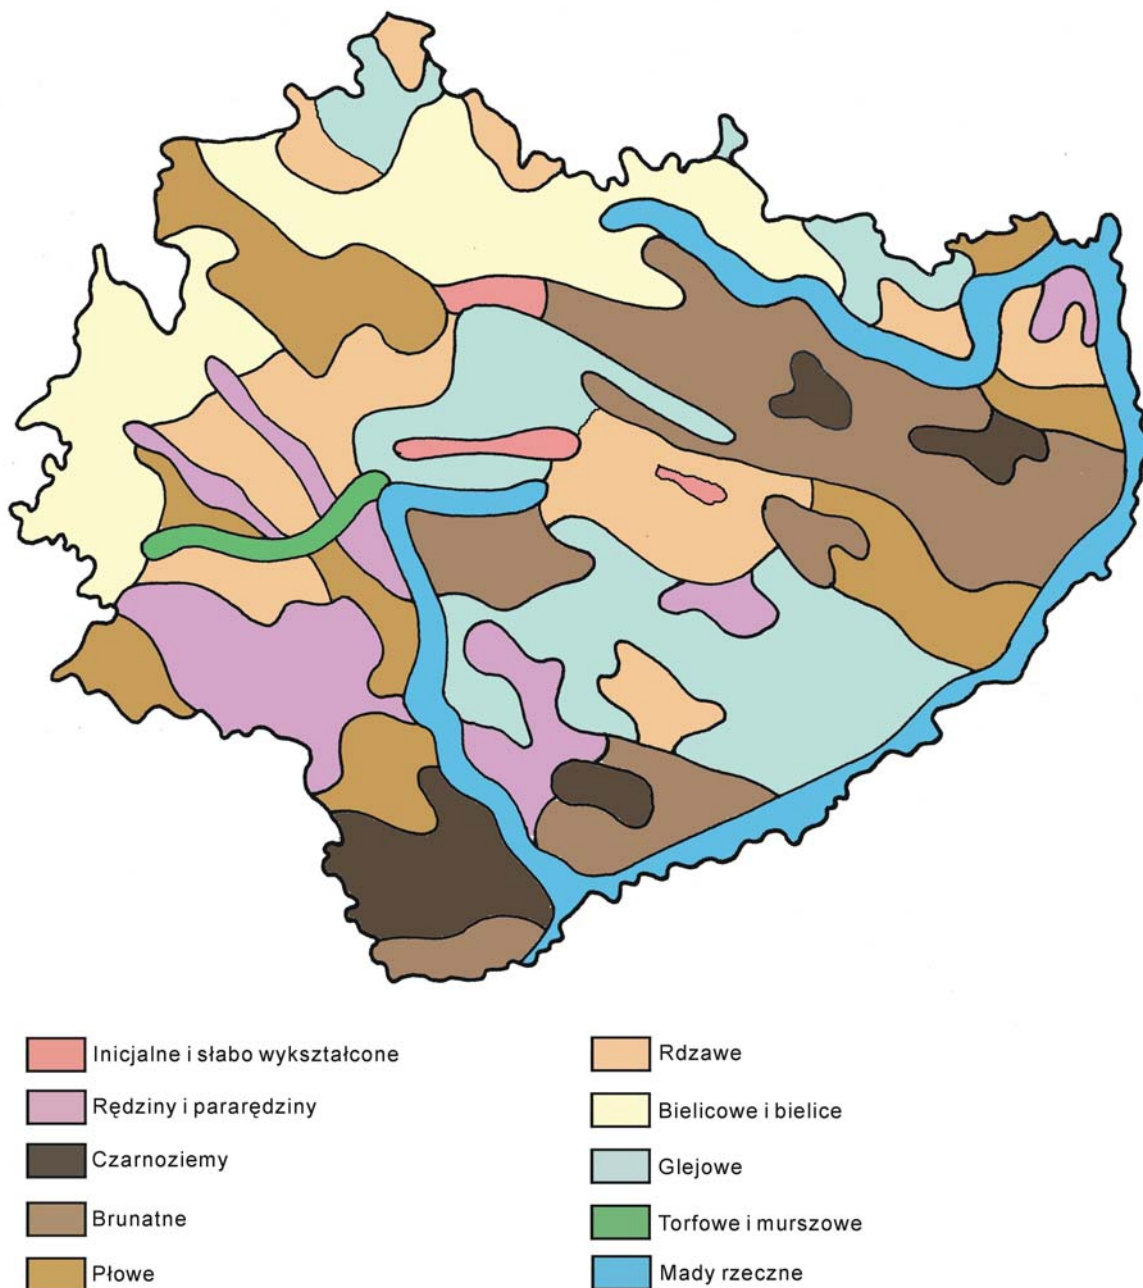 Inicjalne i słabo wykształcone
Rędziny i pararędziny
Czarnoziemy
Brunatne
Płowe
Rdzawe
Bielicowe i bielice
Glejowe
Torfowe i murszowe
Mady rzeczne